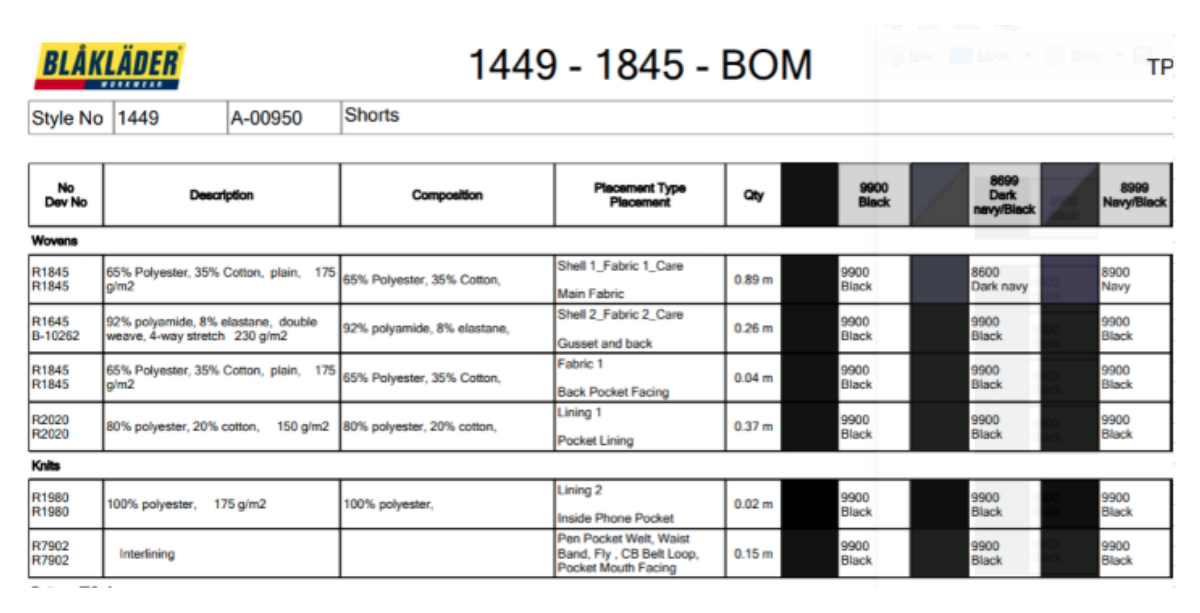 BLÅKLÄDER
WORKWEAR
1449 - 1845 - BOM
TP
Style No 1449 A-00950 Shorts
No
Dev No
Description
Composition
Placement Type
Placement
Qty
9900
Black
8699
Dark
navy/Black
8999
Navy/Black
Wovens
R1845
R1845
65% Polyester, 35% Cotton, plain, 175
g/m2
65% Polyester, 35% Cotton,
Shell 1_Fabric 1_Care
Main Fabric
0.89 m
9900
Black
8600
Dark navy
8900
Navy
R1645
B-10262
92% polyamide, 8% elastane, double
weave, 4-way stretch 230 g/m2
92% polyamide, 8% elastane,
Shell 2_Fabric 2_Care
Gusset and back
0.26 m
9900
Black
9900
Black
9900
Black
R1845
R1845
65% Polyester, 35% Cotton, plain, 175
g/m2
65% Polyester, 35% Cotton,
Fabric 1
Back Pocket Facing
0.04 m
9900
Black
9900
Black
9900
Black
R2020
R2020
80% polyester, 20% cotton, 150 g/m2
80% polyester, 20% cotton,
Lining 1
Pocket Lining
0.37 m
9900
Black
9900
Black
9900
Black
Knits
R1980
R1980
100% polyester, 175 g/m2
100% polyester,
Lining 2
Inside Phone Pocket
0.02 m
9900
Black
9900
Black
9900
Black
R7902
R7902
Interlining
Pen Pocket Welt, Waist
Band, Fly , CB Belt Loop,
Pocket Mouth Facing
0.15 m
9900
Black
9900
Black
9900
Black